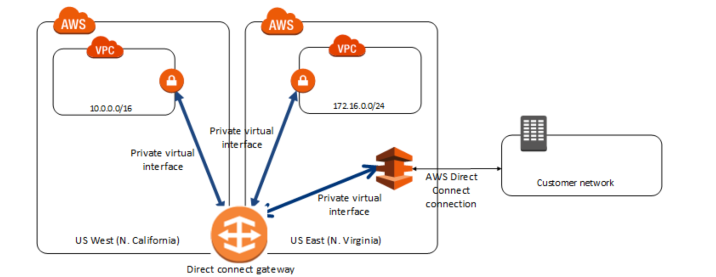 AWS
AWS
VPC
VPC
10.0.0.0/16
172.16.0.0/24
Private virtual
interface
Private virtual
interface
AWS Direct
Connect
connection
Customer network
Private virtual
interface
US West (N. California)
US East (N. Virginia)
Direct connect gateway